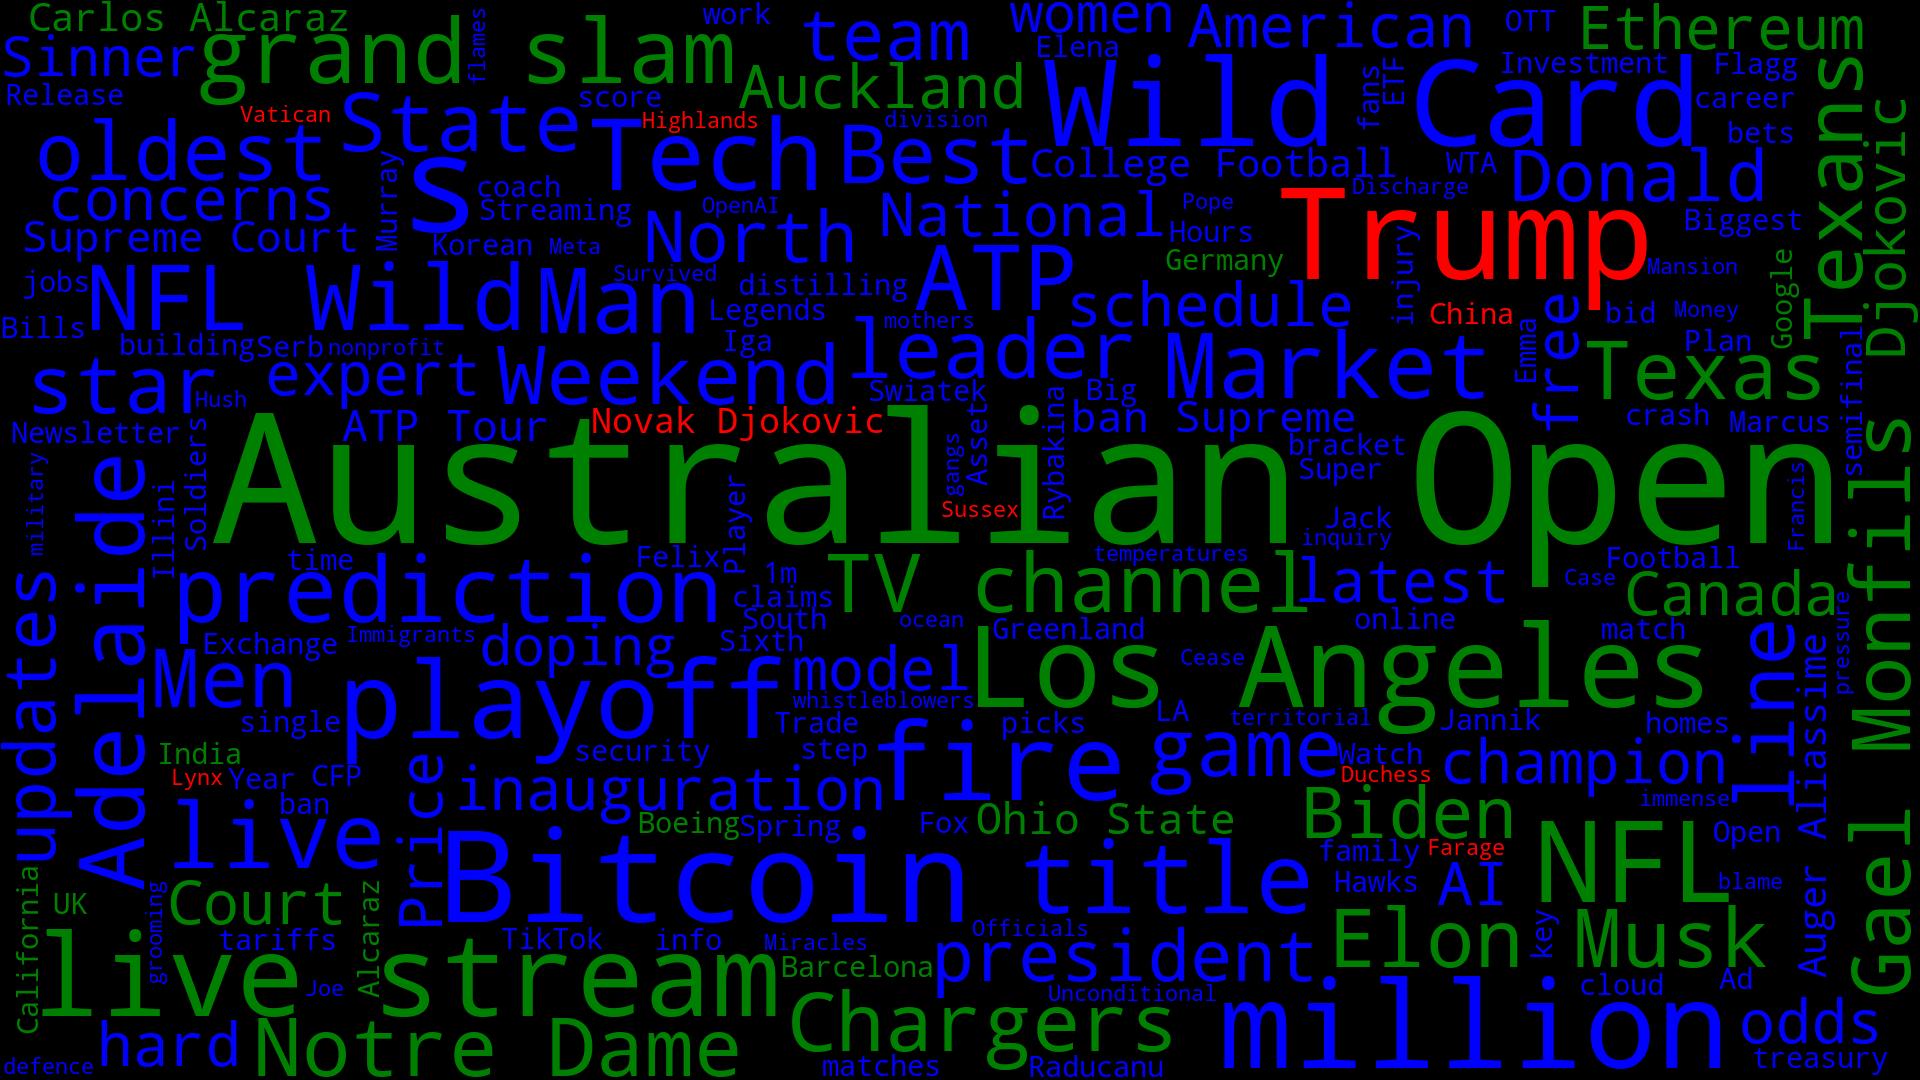 Carlos Alcaraz
grand slam
flames
work
team
women
American
OTT
Ethereum
Sinner
Elena
Release
Auckland
Wild Card
fans
ETF
Investment
Flagg
Texans
Vatican
State
score
Highlands
division
career
bets
Djokovic
oldest
s
Tech
Best
College Football
WTA
Donald
concerns
Murray
coach
Streaming
OpenAI
National
Pope
Discharge
Trump
Biggest
Supreme Court
Korean
Meta
North
Hours
Germany
injury
Mansion
Google
jobs
NFL Wild
Man
Survived
distilling
ATP
schedule
China
free
bid
Money
Bills
building
Serb
nonprofit
Legends
Iga
mothers
leader
Market
Emma
Plan
Texas
semifinal
star
Hush
expert
Weekend
Swiatek
Big
crash
Marcus
Newsletter
ATP Tour
Novak Djokovic
Asset
Rybakina
ban Supreme
bracket
Super
military
Adelaide
Soldiers
Illini
Australian Open
gangs
Sussex
Player
Jack
inquiry
Francis
Gael Monfils
time
prediction
Felix
1m
claims
TV channel
temperatures
latest
Football
Case
Canada
updates
Exchange
Immigrants
doping
South
Sixth
ocean
Greenland
online
match
pressure
Men
playoff
model
whistleblowers
Los Angeles
Cease
line
Auger Aliassime
single
Trade
picks
LA
territorial
Jannik
homes
India
security
step
fire
game
Watch
champion
Lynx
Year
CFP
ban
Price
inauguration
Duchess
immense
live
Boeing
Spring
Fox
Ohio State
Biden
NFL
Open
Bitcoin
title
family
Farage
Hawks
AI
blame
California
UK
Court
grooming
Alcaraz
tariffs
TikTok
info
Miracles
Officials
president
Elon Musk
key
live stream
Joe
Barcelona
Unconditional
cloud
Ad
defence
hard
Notre Dame
Chargers
matches
Raducanu
million
odds
treasury